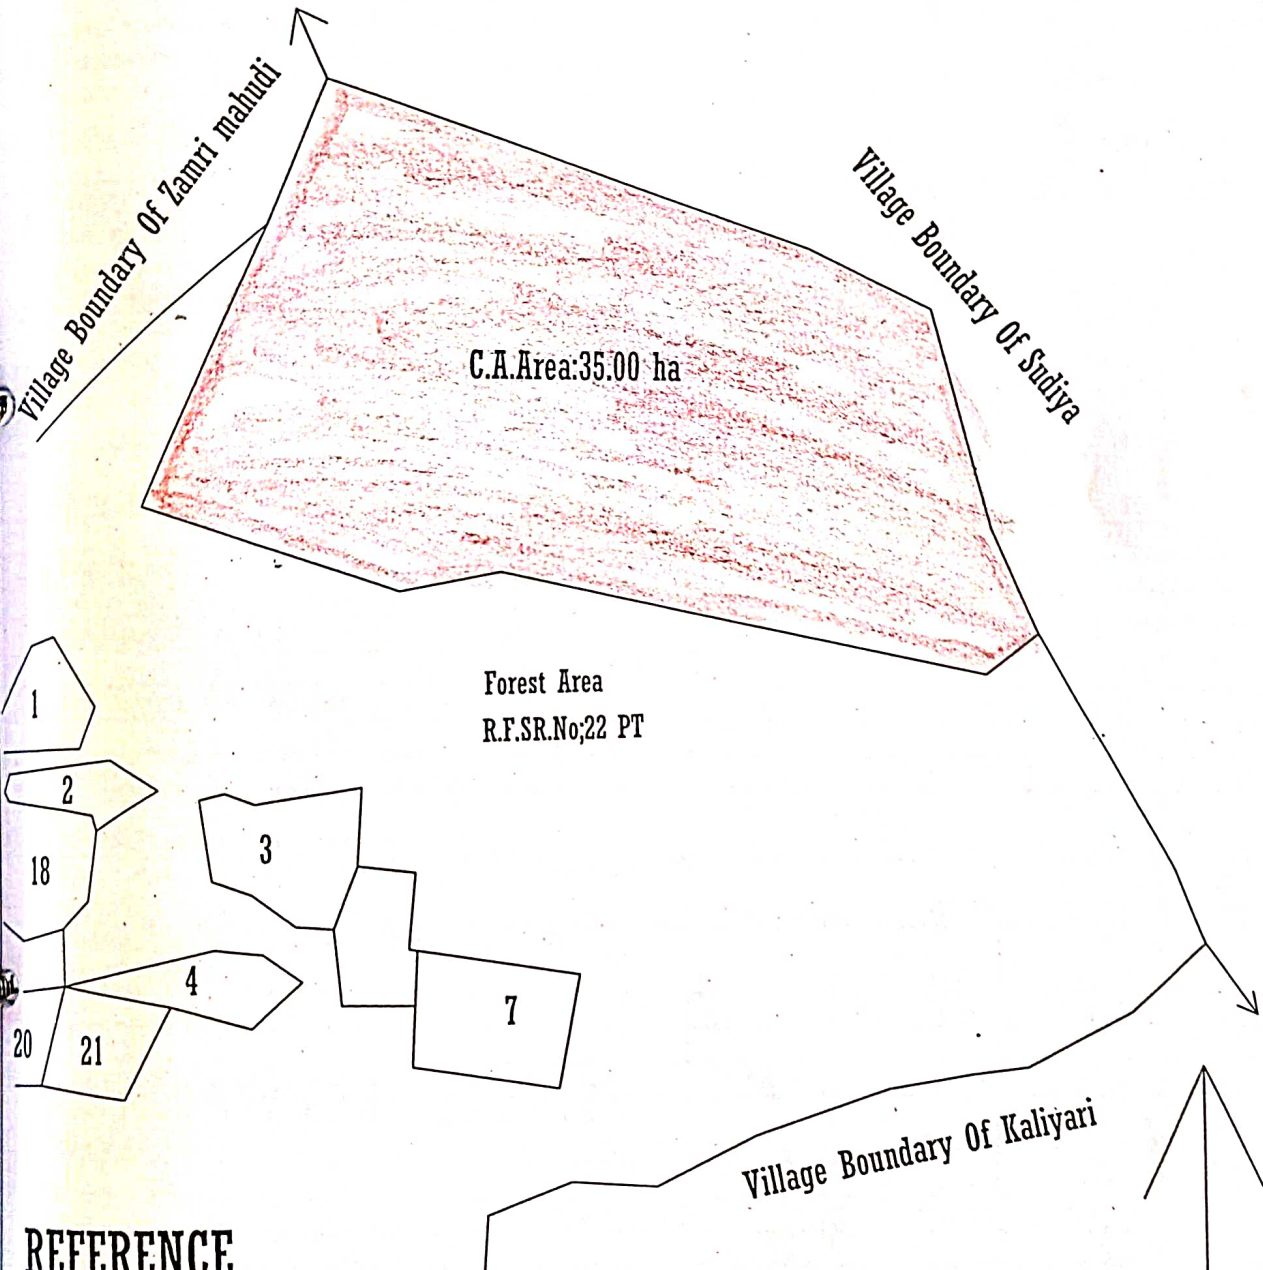 Village Boundary Of Zamri mahudi
Village Boundary Of Sudiya
C.A.Area:35.00 ha
Forest Area
R.F.SR.No;22 PT
1
2
18
3
4
7
20
21
Village Boundary Of Kaliyari
REFERENCE